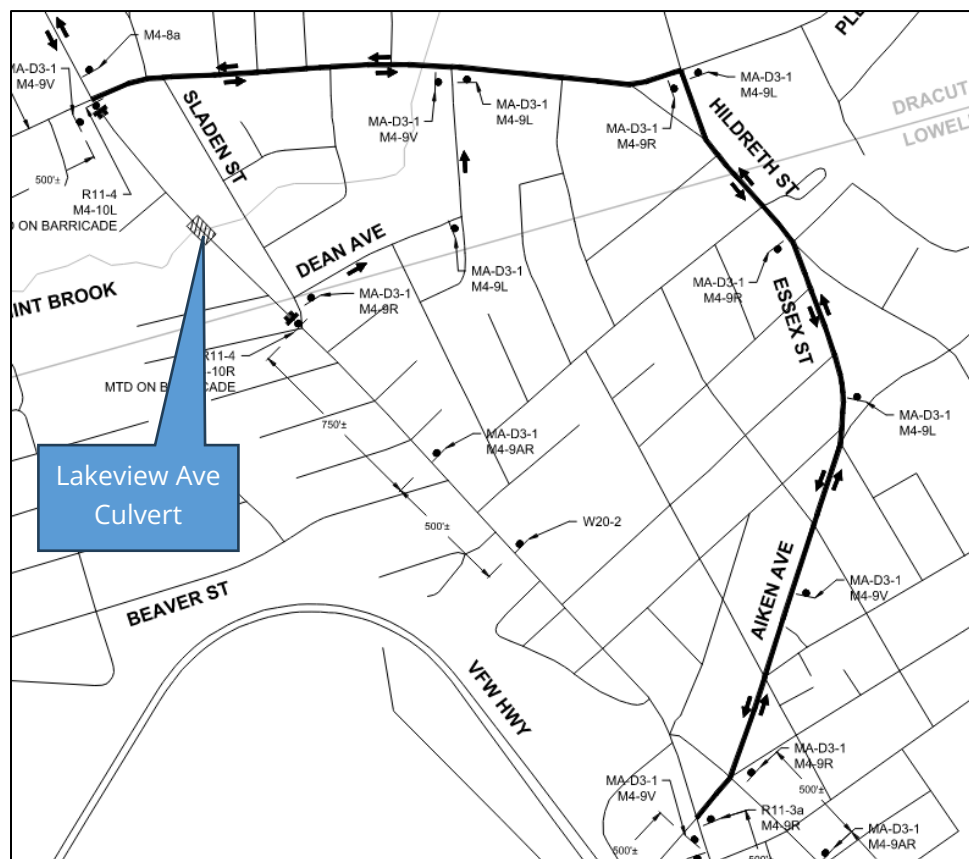 M4-8a
PL
MA-D3-1
M4-9V
SLADEN ST
MA-D3-1
M4-9V
MA-D3-1
M4-9L
MA-D3-1
M4-9R
MA-D3-1
M4-9L
DRACUT
LOWEL
HILDRETH ST
500'±
R11-4
M4-10L
D ON BARRICADE
DEAN AVE
MA-D3-1
M4-9L
MA-D3-1
M4-9R
MA-D3-1
M4-9R
INT BROOK
ESSEX ST
R11-4
-10R
MTD ON B CADE
750'±
MA-D3-1
M4-9L
MA-D3-1
M4-9AR
Lakeview Ave
Culvert
500'±
W20-2
BEAVER ST
AIKEN AVE
MA-D3-1
M4-9V
VFW HWY
MA-D3-1
M4-9R
500'±
MA-D3-1
M4-9V
R11-3a
M4-9R
MA-D3-1
M4-9AR
500'±
500'